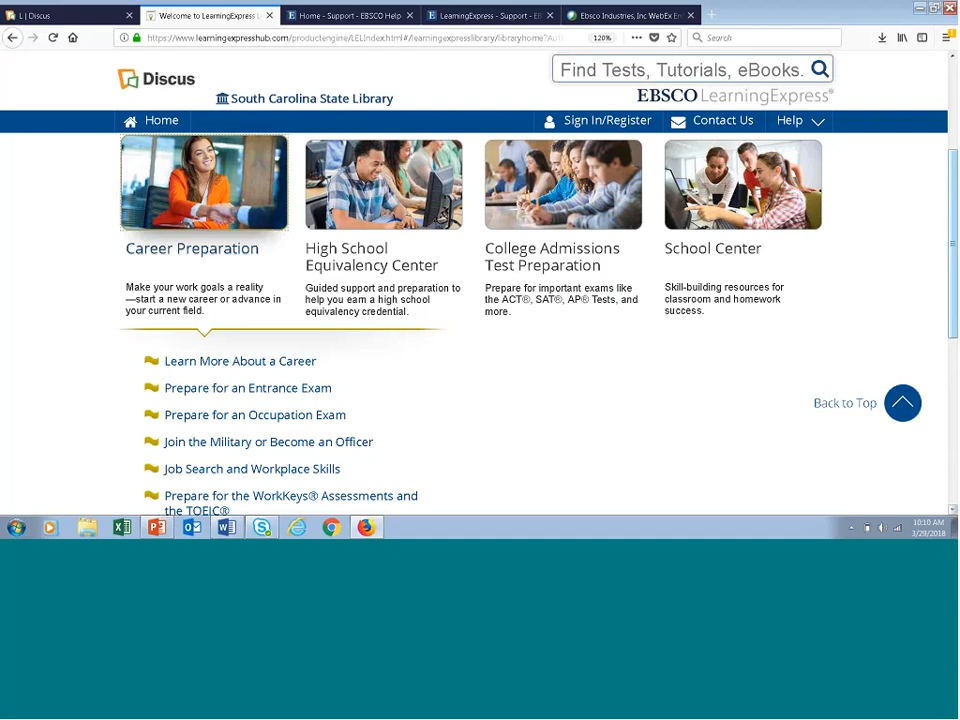 L | Discus
Welcome to LearningExpress L
Home - Support - EBSCO Help
LearningExpress - Support - EB
Ebsco Industries, Inc WebEx En
https://www.learningexpresshub.com/productengine/LELIndex.html#/learningexpresslibrary/libraryhome?Aut
120%
Search
Discus
Find Tests, Tutorials, eBooks.
South Carolina State Library
EBSCO LearningExpress®
Home
Sign In/Register
Contact Us
Help
Career Preparation
Make your work goals a reality
—start a new career or advance in
your current field.
High School
Equivalency Center
Guided support and preparation to
help you earn a high school
equivalency credential.
College Admissions
Test Preparation
Prepare for important exams like
the ACT®, SAT®, AP® Tests, and
more.
School Center
Skill-building resources for
classroom and homework
success.
Learn More About a Career
Prepare for an Entrance Exam
Prepare for an Occupation Exam
Join the Military or Become an Officer
Job Search and Workplace Skills
Prepare for the WorkKeys® Assessments and
the TOEIC®
Back to Top
10:10 AM
3/29/2018